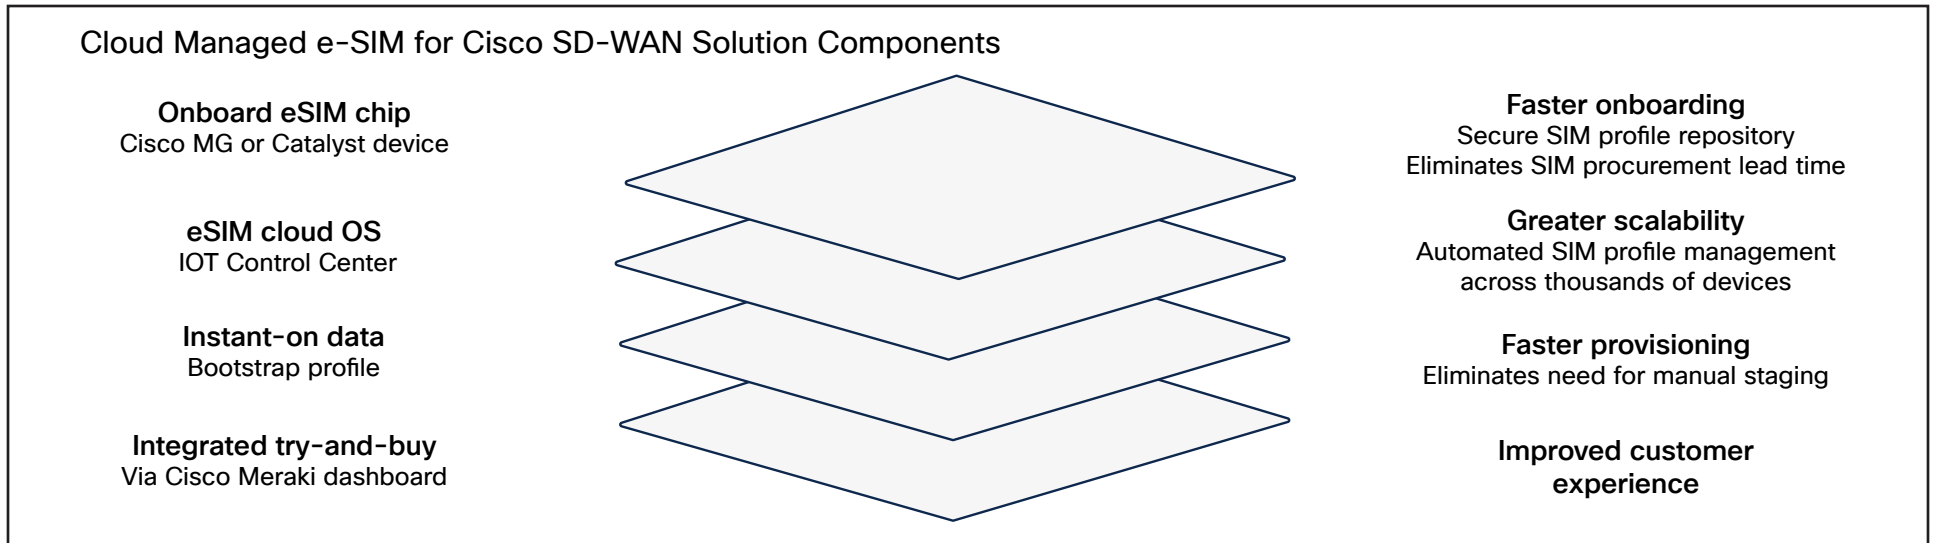 Cloud Managed e-SIM for Cisco SD-WAN Solution Components
Onboard eSIM chip
Cisco MG or Catalyst device
eSIM cloud OS
IOT Control Center
Instant-on data
Bootstrap profile
Integrated try-and-buy
Via Cisco Meraki dashboard
Faster onboarding
Secure SIM profile repository
Eliminates SIM procurement lead time
Greater scalability
Automated SIM profile management
across thousands of devices
Faster provisioning
Eliminates need for manual staging
Improved customer
experience